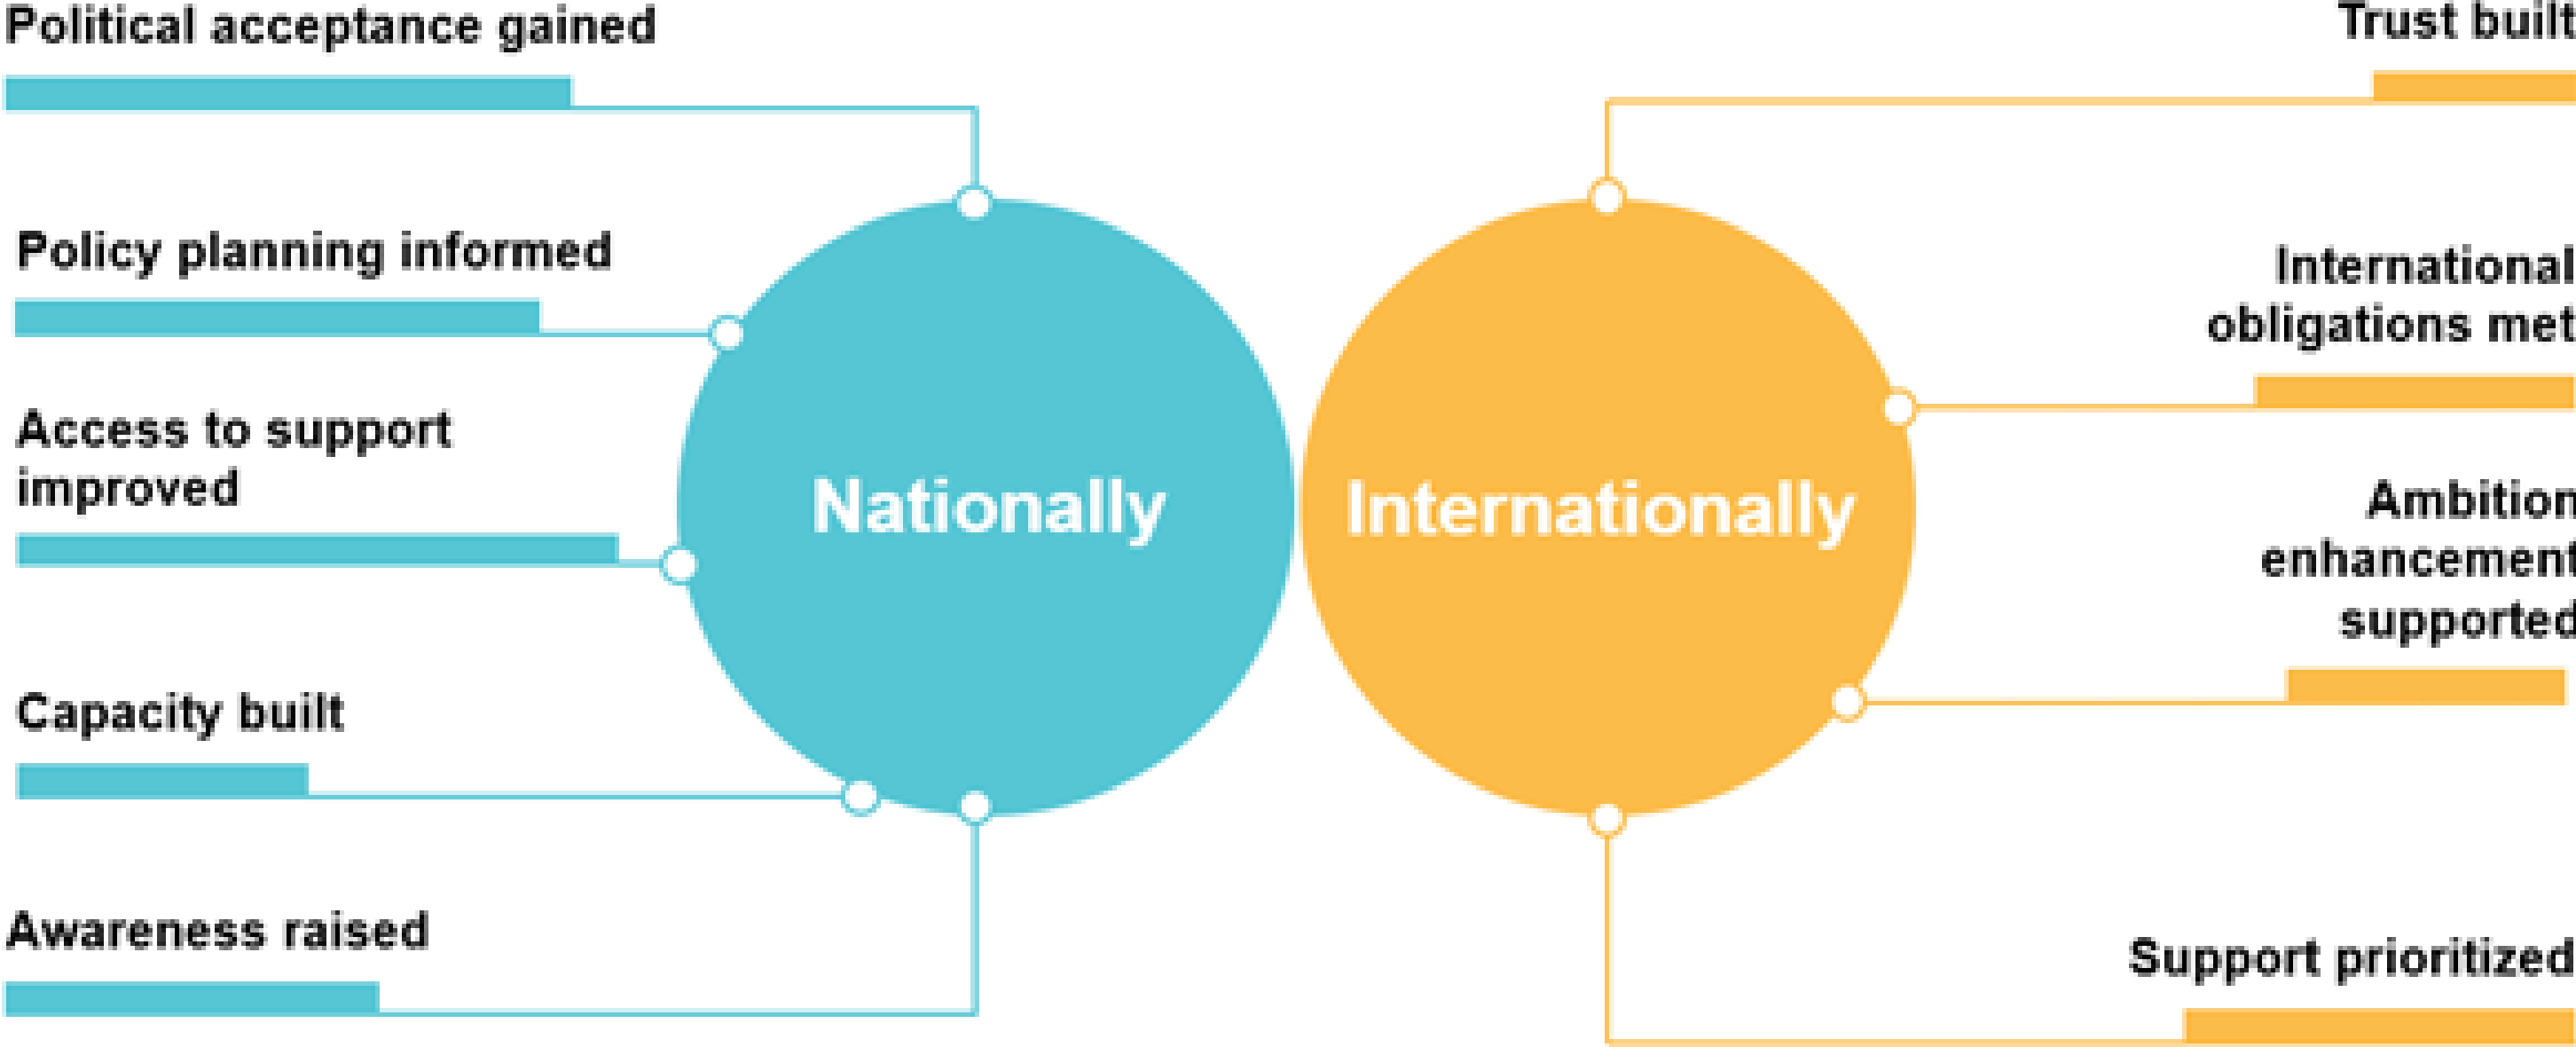 Political acceptance gained
Policy planning informed
Access to support
improved
Capacity built
Awareness raised
Nationally
Internationally
Trust built
International
obligations met
Ambition
enhancement
supported
Support prioritized